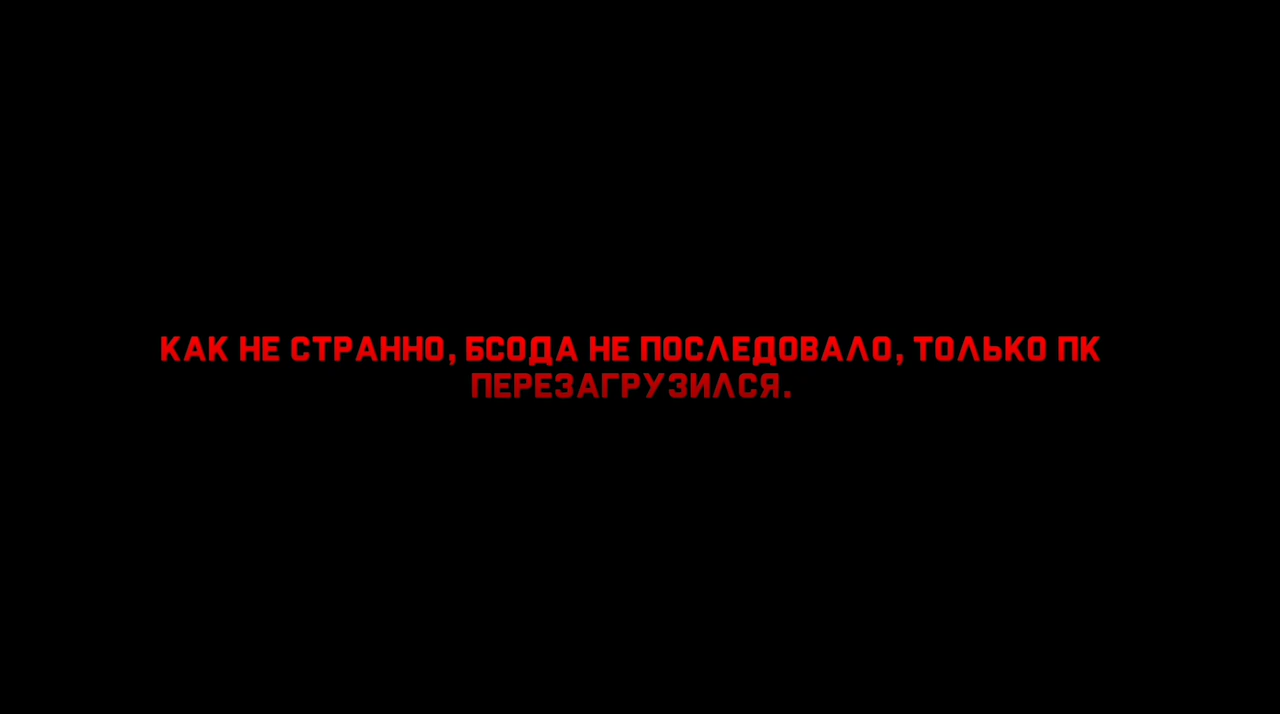 КАК НЕ СТРАННО, БСОДА НЕ ПОСЛЕДОВАЛО, ТОЛЬКО ПК
ПЕРЕЗАГРУЗИЛСЯ.